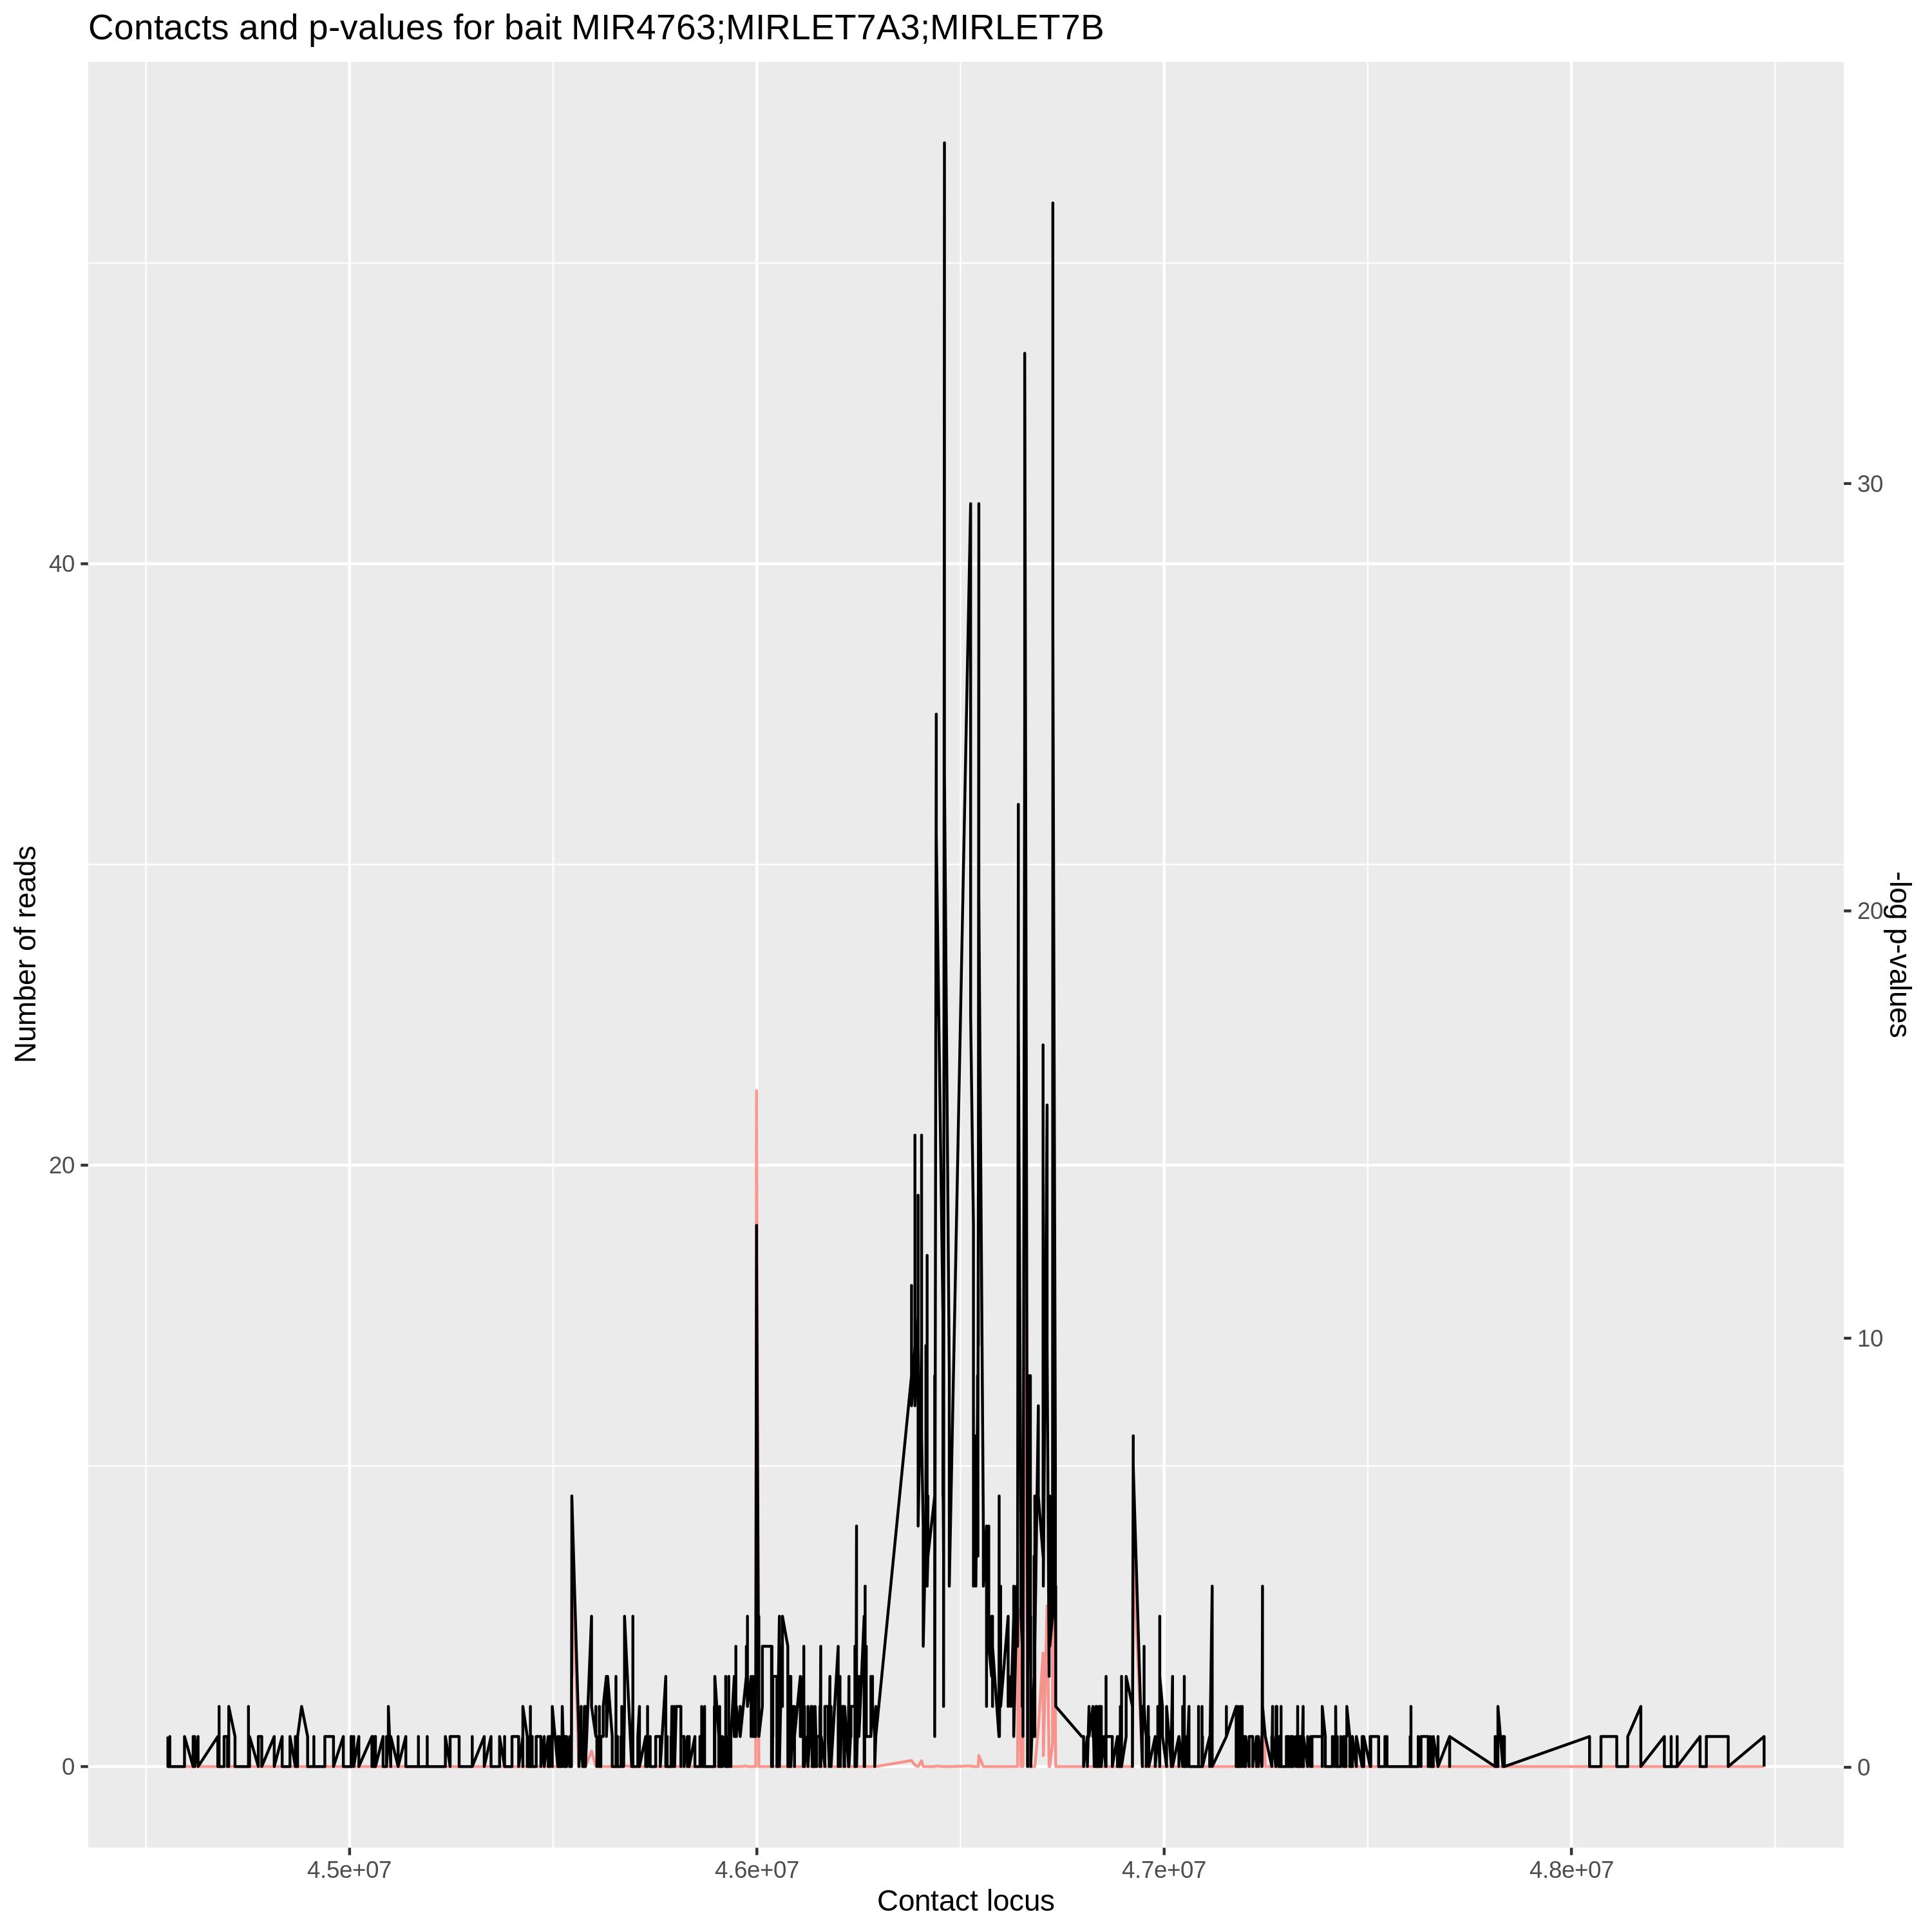 Contacts and p-values for bait MIR4763;MIRLET7A3;MIRLET7B
Number of reads
40
20
0
30
20
10
0
-log p-values
4.5e+07
4.6e+07
4.7e+07
4.8e+07
Contact locus